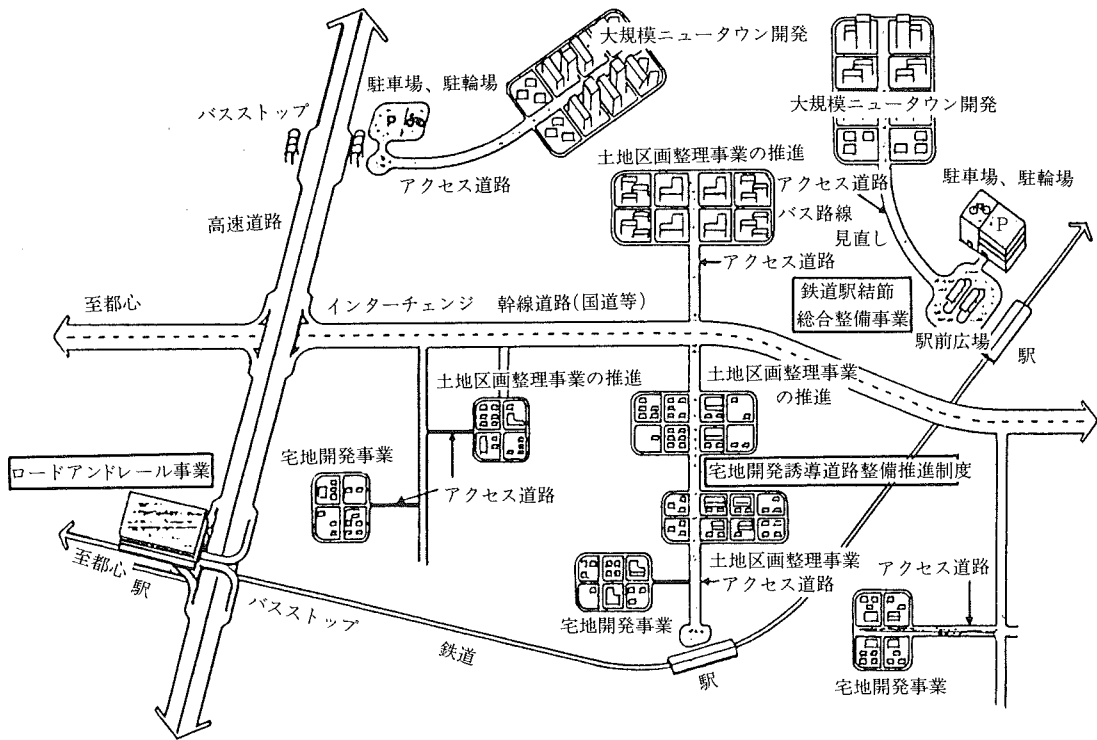 大規模ニュータウン開発
駐車場、駐輪場
バスストップ
P
アクセス道路
高速道路
大規模ニュータウン開発
土地区画整理事業の推進
アクセス道路
バス路線
見直し
駐車場、駐輪場
P
アクセス道路
鉄道駅結節
総合整備事業
駅前広場
駅
至都心
インターチェンジ
幹線道路(国道等)
土地区画整理事業の推進
土地区画整理事業
の推進
宅地開発事業
アクセス道路
ロードアンドレール事業
宅地開発誘導道路整備推進制度
至都心
駅
バスストップ
土地区画整理事業
アクセス道路
宅地開発事業
アクセス道路
鉄道
駅
宅地開発事業